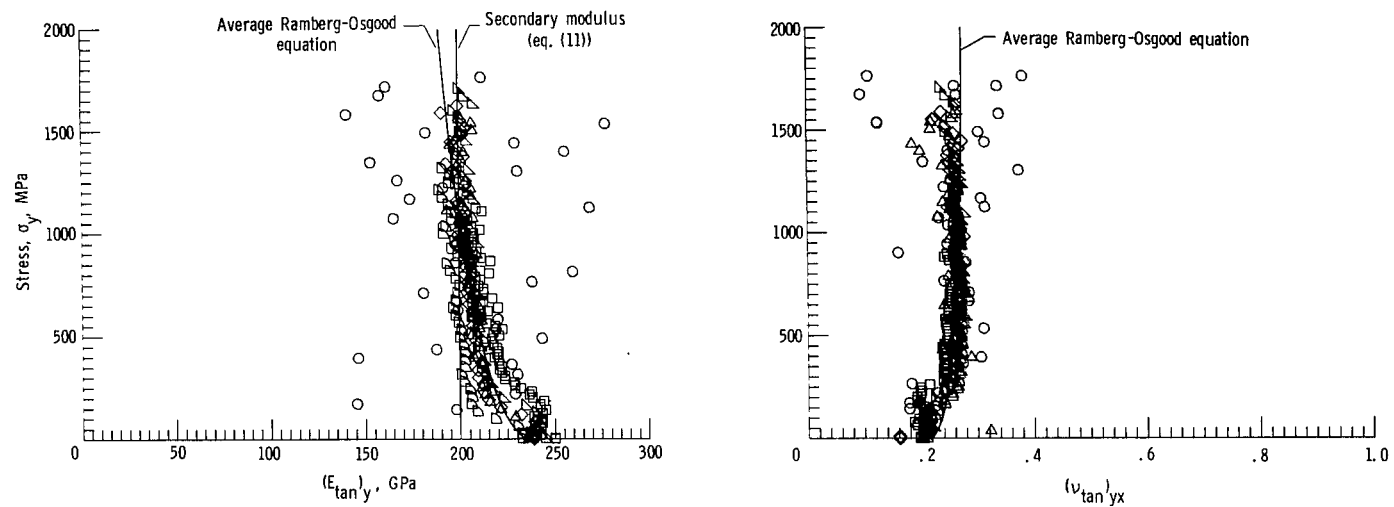 Average Ramberg-Osgood
equation
Secondary modulus
(eq. (11))
2000
1500
1000
500
0
50
100
150
200
250
300
Stress, σy, MPa
(Etan)y, GPa
Average Ramberg-Osgood equation
2000
1500
1000
500
0
.2
.4
.6
.8
1.0
(νtan)yx